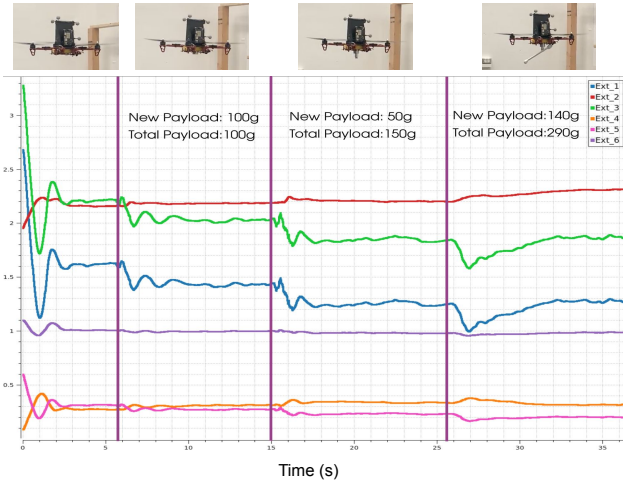 Ext_1
Ext_2
Ext_3
Ext_4
Ext_5
Ext_6
New Payload: 100g
Total Payload:100g
New Payload: 50g
Total Payload:150g
New Payload:140g
Total Payload:290g
3
2.5
2
1.5
1
0.5
0
5
10
15
20
25
30
35
Time (s)